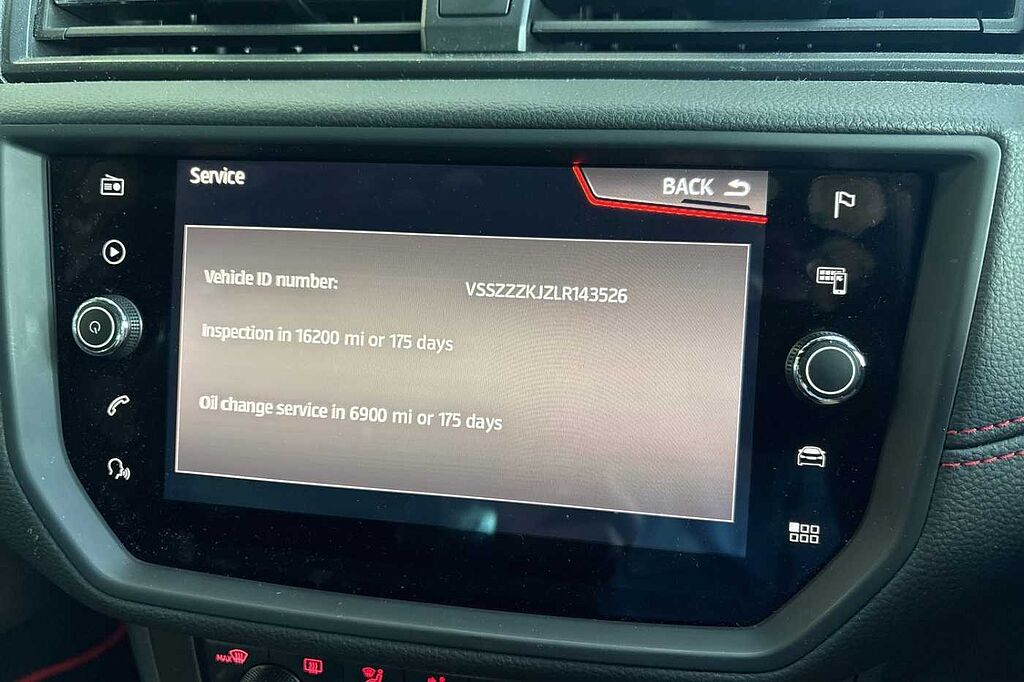 Service
BACK
Vehicle ID number:
VSSZZZKJZLR143526
Inspection in 16200 mi or 175 days
Oil change service in 6900 mi or 175 days
MAX